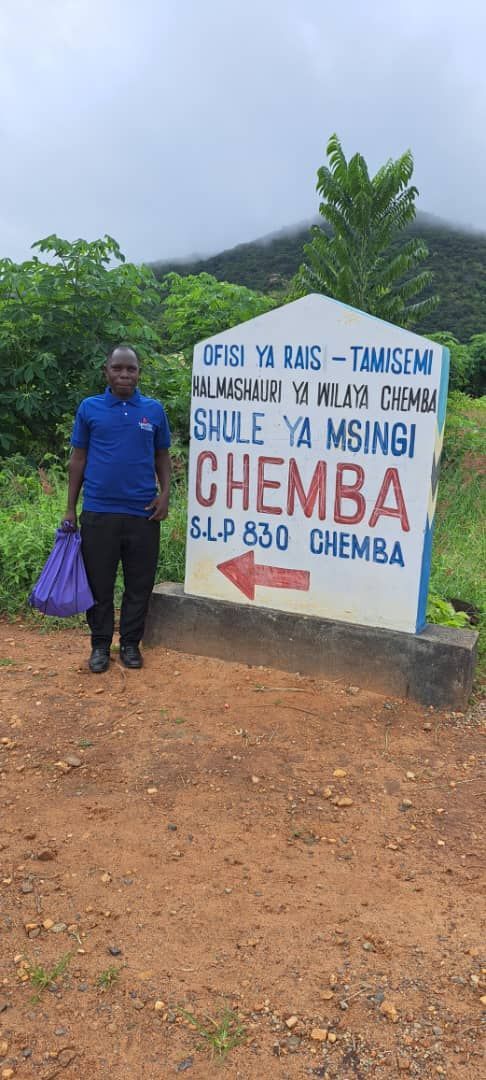 OFISI YA RAIS - TAMISEMI
HALMASHAURI YA WILAYA CHEMBA
SHULE YA MSINGI
CHEMBA
S.L.P 830 CHEMBA